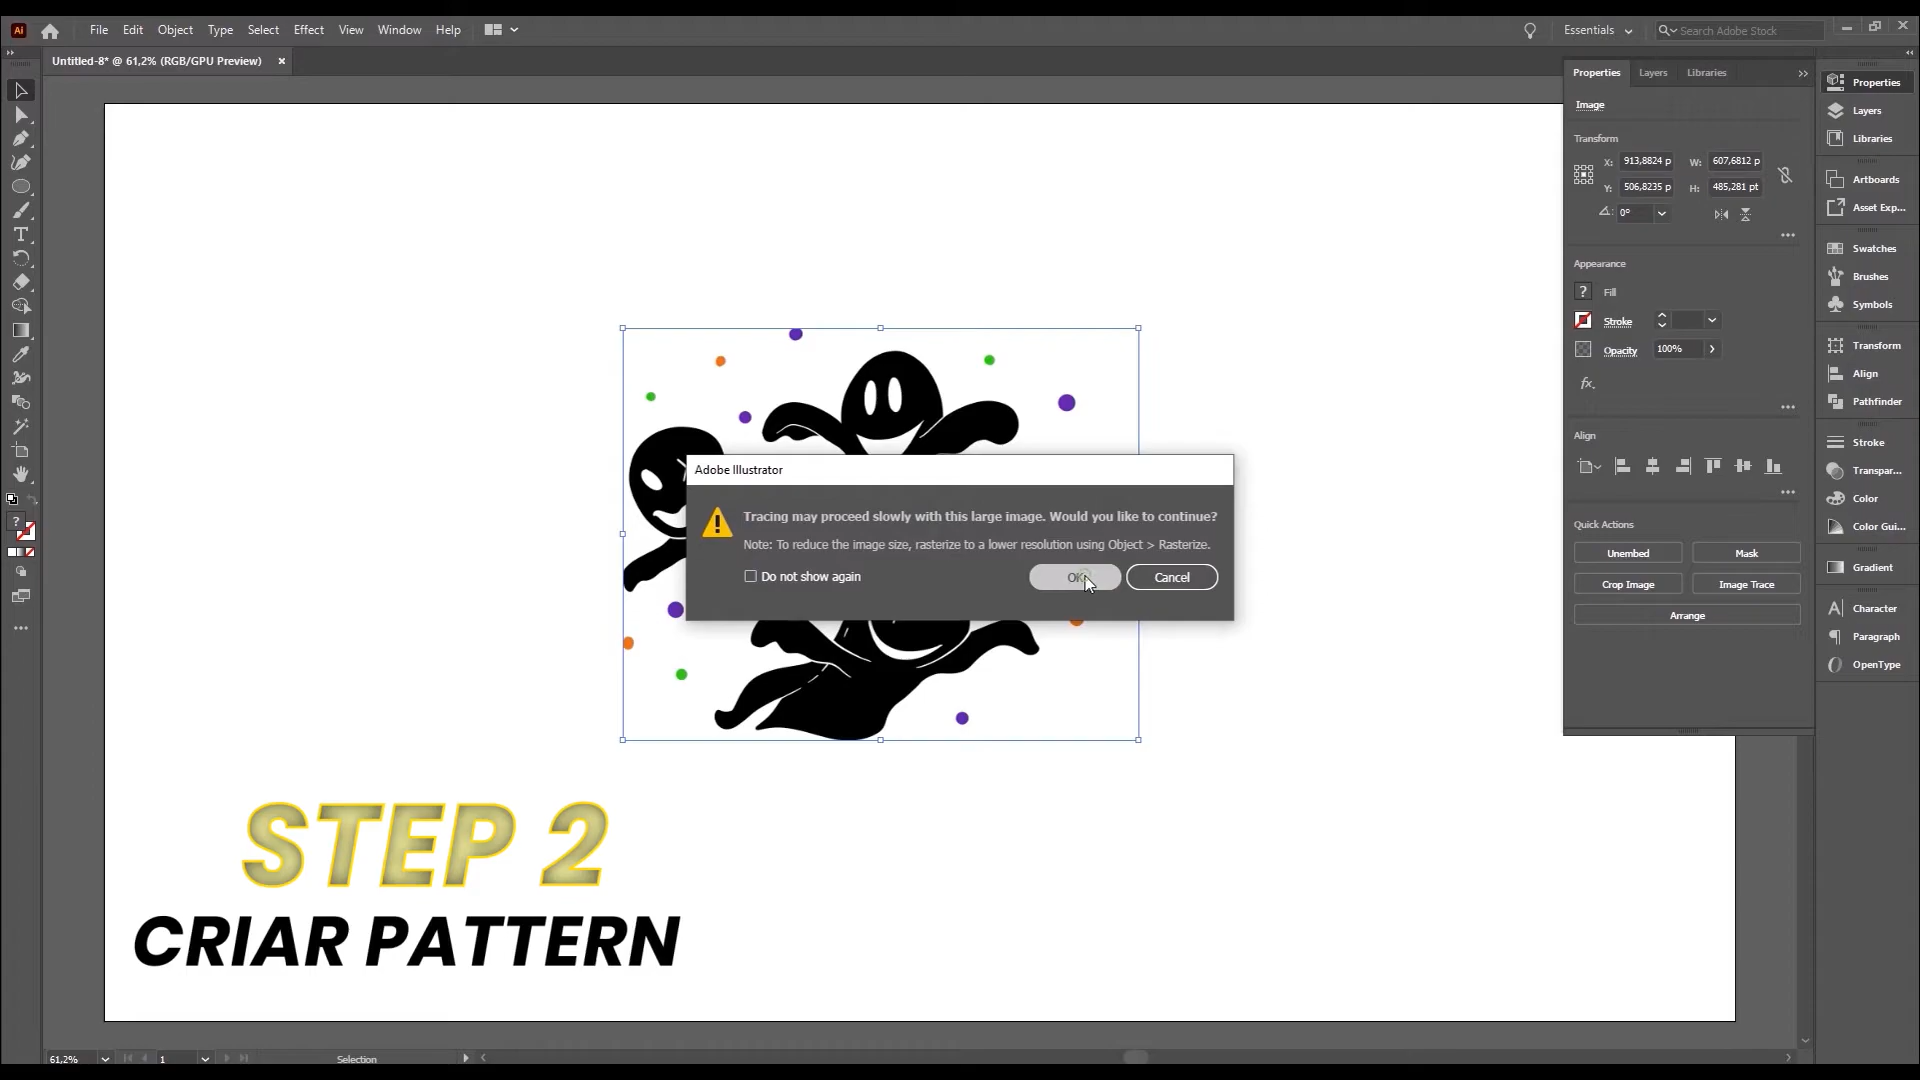 Ai File Edit Object Type Select Effect View Window Help Essentials Search Adobe Stock
Untitled-8* @ 61,2% (RGB/GPU Preview)
Properties Layers Libraries
Image
Transform
X: 913,8824 p W: 607,6812 p
Y: 506,8235 p H: 485,281 pt
0°
Appearance
? Fill
Stroke
Opacity 100%
fx.
Align
Quick Actions
Unembed Mask
Crop Image Image Trace
Arrange
Properties
Layers
Libraries
Artboards
Asset Exp...
Swatches
Brushes
Symbols
Transform
Align
Pathfinder
Stroke
Transpar...
Color
Color Gui...
Gradient
Character
Paragraph
OpenType
Adobe Illustrator
Tracing may proceed slowly with this large image. Would you like to continue?
Note: To reduce the image size, rasterize to a lower resolution using Object > Rasterize.
Do not show again OK Cancel
STEP 2
CRIAR PATTERN
61,2% 1 Selection